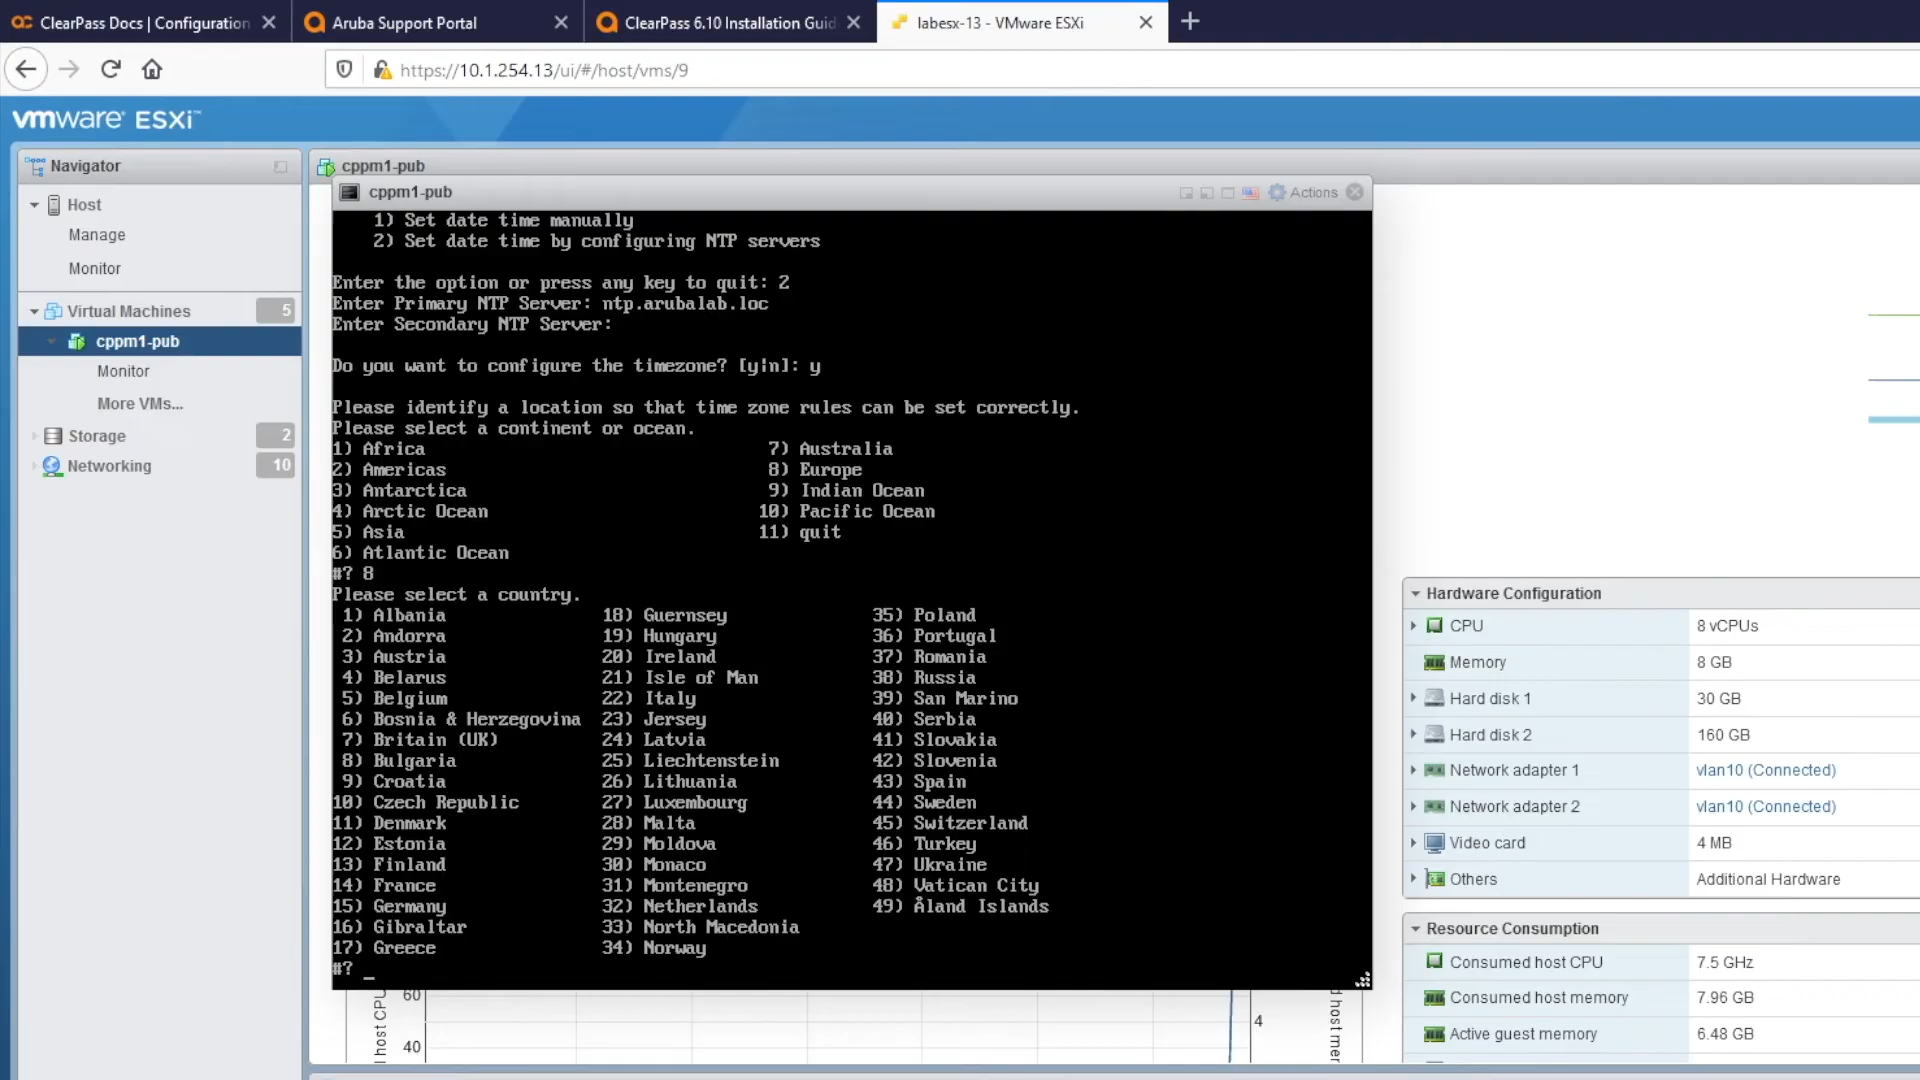 ClearPass Docs | Configuration
Aruba Support Portal
ClearPass 6.10 Installation Guid
labesx-13 - VMware ESXi
https://10.1.254.13/ui/#/host/vms/9
vmware ESXi™
Navigator
Host
Manage
Monitor
Virtual Machines 5
cppm1-pub
Monitor
More VMs...
Storage 2
Networking 10
cppm1-pub
cppm1-pub
Actions
1) Set date time manually
2) Set date time by configuring NTP servers
Enter the option or press any key to quit: 2
Enter Primary NTP Server: ntp.arubalab.loc
Enter Secondary NTP Server:
Do you want to configure the timezone? [y|n]: y
Please identify a location so that time zone rules can be set correctly.
Please select a continent or ocean.
1) Africa 7) Australia
2) Americas 8) Europe
3) Antarctica 9) Indian Ocean
4) Arctic Ocean 10) Pacific Ocean
5) Asia 11) quit
6) Atlantic Ocean
#? 8
Please select a country.
1) Albania 18) Guernsey 35) Poland
2) Andorra 19) Hungary 36) Portugal
3) Austria 20) Ireland 37) Romania
4) Belarus 21) Isle of Man 38) Russia
5) Belgium 22) Italy 39) San Marino
6) Bosnia & Herzegovina 23) Jersey 40) Serbia
7) Britain (UK) 24) Latvia 41) Slovakia
8) Bulgaria 25) Liechtenstein 42) Slovenia
9) Croatia 26) Lithuania 43) Spain
10) Czech Republic 27) Luxembourg 44) Sweden
11) Denmark 28) Malta 45) Switzerland
12) Estonia 29) Moldova 46) Turkey
13) Finland 30) Monaco 47) Ukraine
14) France 31) Montenegro 48) Vatican City
15) Germany 32) Netherlands 49) Åland Islands
16) Gibraltar 33) North Macedonia
17) Greece 34) Norway
#? _
60
40
host CPU
4
host mer
Hardware Configuration
CPU 8 vCPUs
Memory 8 GB
Hard disk 1 30 GB
Hard disk 2 160 GB
Network adapter 1 vlan10 (Connected)
Network adapter 2 vlan10 (Connected)
Video card 4 MB
Others Additional Hardware
Resource Consumption
Consumed host CPU 7.5 GHz
Consumed host memory 7.96 GB
Active guest memory 6.48 GB